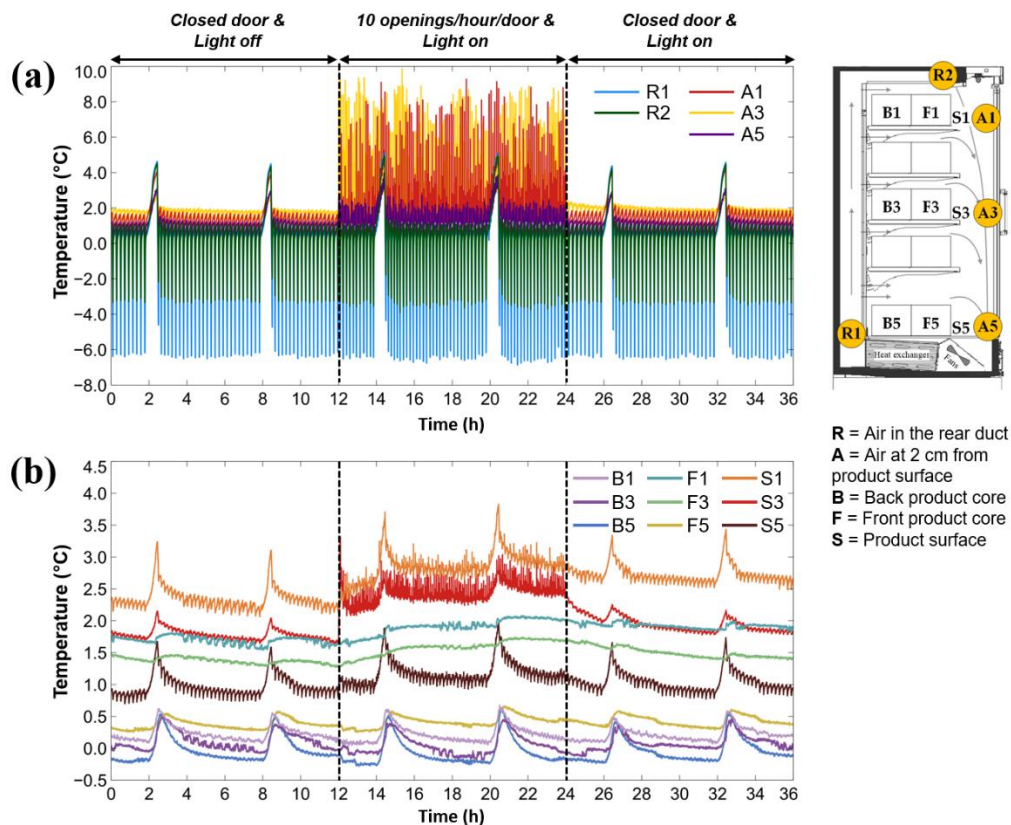 Closed door &
Light off
10 openings/hour/door &
Light on
Closed door &
Light on
(a)
Temperature (°C)
10.0
8.0
6.0
4.0
2.0
0.0
−2.0
−4.0
−6.0
−8.0
R1
R2
A1
A3
A5
0 2 4 6 8 10 12 14 16 18 20 22 24 26 28 30 32 34 36
Time (h)
R2
B1 F1 S1 A1
B3 F3 S3 A3
B5 F5 S5 A5
R1
Heat exchanger
Fans
R = Air in the rear duct
A = Air at 2 cm from
product surface
B = Back product core
F = Front product core
S = Product surface
(b)
Temperature (°C)
4.5
4.0
3.5
3.0
2.5
2.0
1.5
1.0
0.5
0.0
−0.5
B1 F1 S1
B3 F3 S3
B5 F5 S5
0 2 4 6 8 10 12 14 16 18 20 22 24 26 28 30 32 34 36
Time (h)